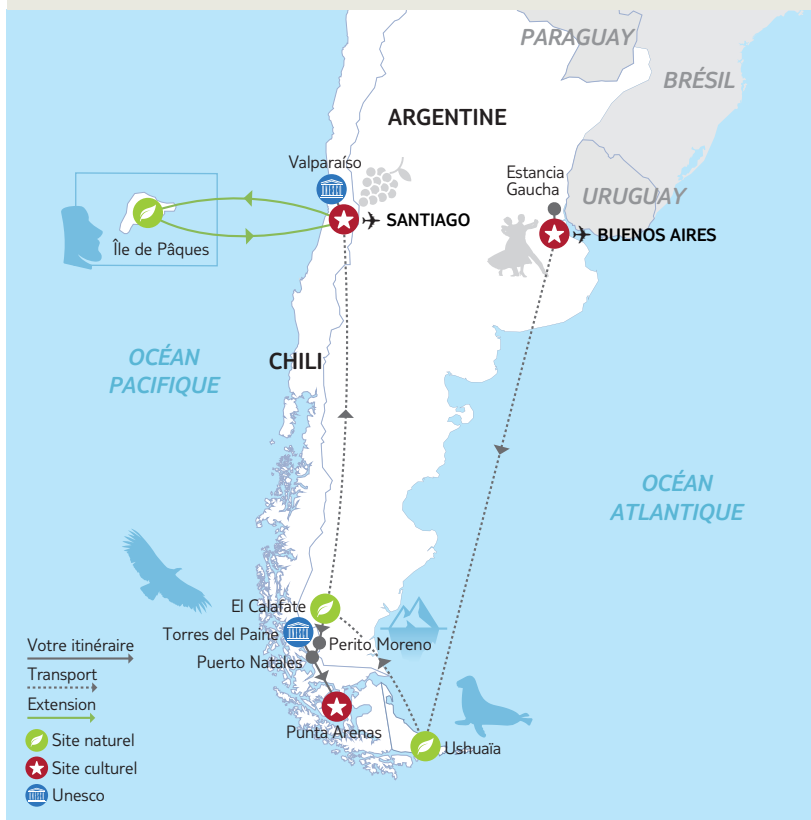 PARAGUAY
BRÉSIL
ARGENTINE
Valparaíso
Estancia
Gaucha
URUGUAY
SANTIAGO
BUENOS AIRES
Île de Pâques
OCÉAN
PACIFIQUE
CHILI
OCÉAN
ATLANTIQUE
El Calafate
Torres del Paine
Perito Moreno
Puerto Natales
Punta Arenas
Ushuaïa
Votre itinéraire
Transport
Extension
Site naturel
Site culturel
Unesco